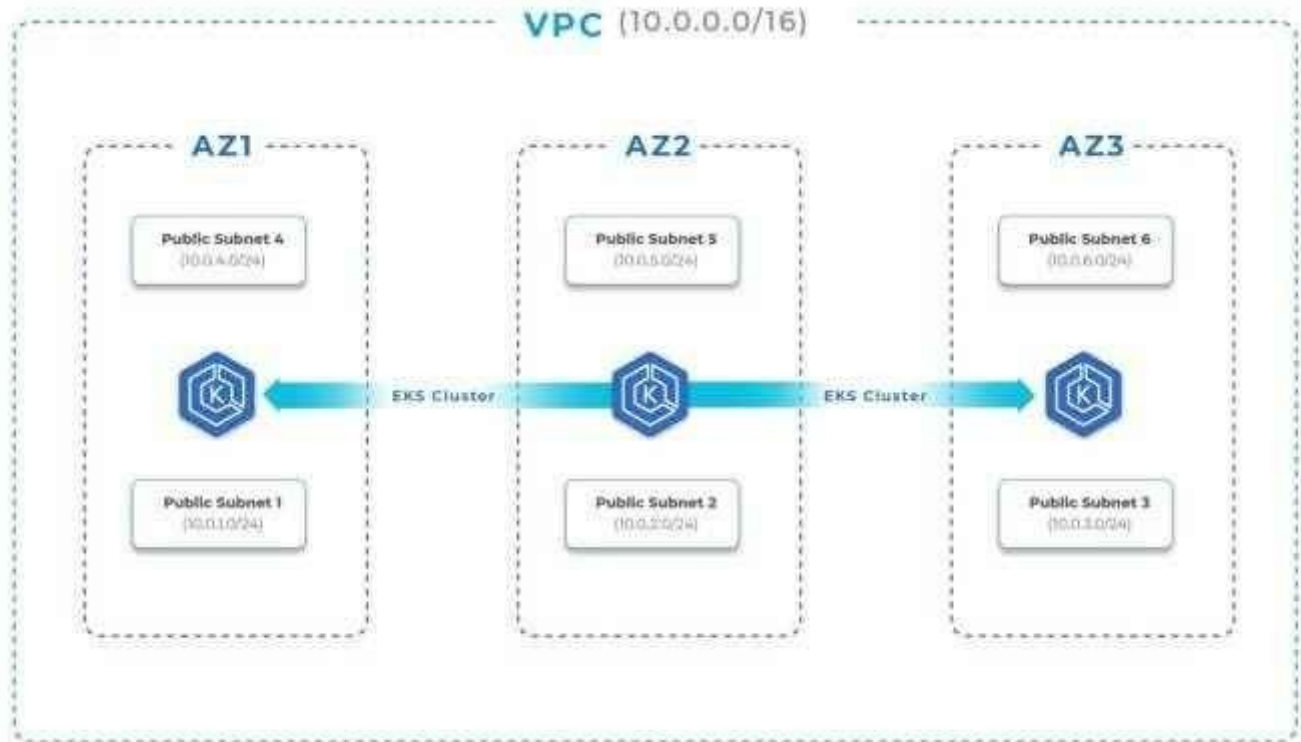 VPC (10.0.0.0/16)
AZ1
AZ2
AZ3
Public Subnet 4
(10.0.4.0/24)
Public Subnet 5
(10.0.5.0/24)
Public Subnet 6
(10.0.6.0/24)
K
EKS Cluster
K
EKS Cluster
K
Public Subnet 1
(10.0.1.0/24)
Public Subnet 2
(10.0.2.0/24)
Public Subnet 3
(10.0.3.0/24)